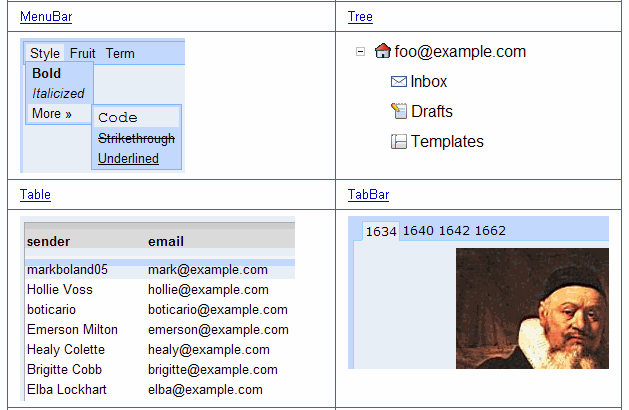 MenuBar
Tree
Style Fruit Term
Bold
Italicized
More »
Code
Strikethrough
Underlined
foo@example.com
Inbox
Drafts
Templates
Table
TabBar
sender email
markboland05 mark@example.com
Hollie Voss hollie@example.com
boticario boticario@example.com
Emerson Milton emerson@example.com
Healy Colette healy@example.com
Brigitte Cobb brigitte@example.com
Elba Lockhart elba@example.com
1634 1640 1642 1662